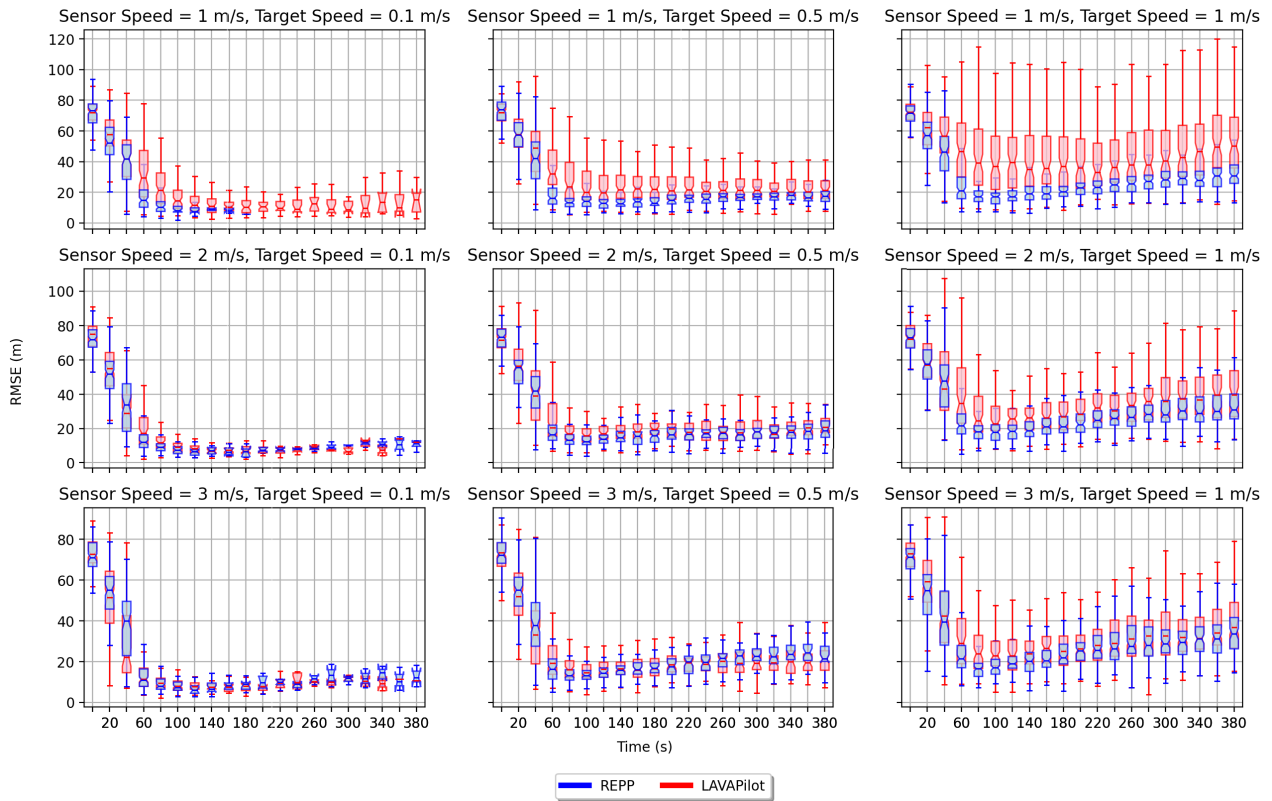 Sensor Speed = 1 m/s, Target Speed = 0.1 m/s
Sensor Speed = 1 m/s, Target Speed = 0.5 m/s
Sensor Speed = 1 m/s, Target Speed = 1 m/s
120
100
80
60
40
20
0
Sensor Speed = 2 m/s, Target Speed = 0.1 m/s
Sensor Speed = 2 m/s, Target Speed = 0.5 m/s
Sensor Speed = 2 m/s, Target Speed = 1 m/s
RMSE (m)
100
80
60
40
20
0
Sensor Speed = 3 m/s, Target Speed = 0.1 m/s
Sensor Speed = 3 m/s, Target Speed = 0.5 m/s
Sensor Speed = 3 m/s, Target Speed = 1 m/s
80
60
40
20
0
20 60 100 140 180 220 260 300 340 380
20 60 100 140 180 220 260 300 340 380
20 60 100 140 180 220 260 300 340 380
Time (s)
REPP LAVAPilot